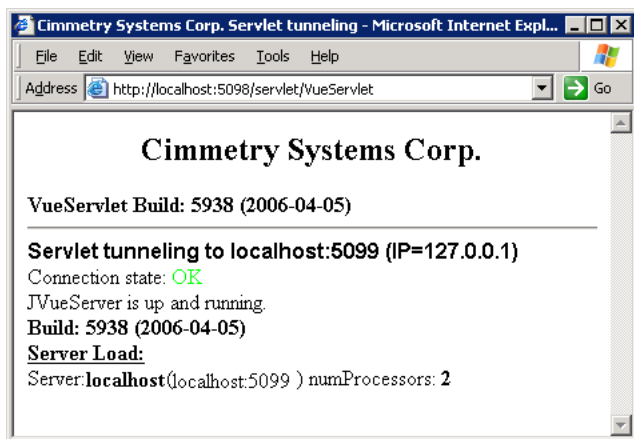 Cimmetry Systems Corp. Servlet tunneling - Microsoft Internet Expl...
File Edit View Favorites Tools Help
Address http://localhost:5098/servlet/VueServlet Go
Cimmetry Systems Corp.
VueServlet Build: 5938 (2006-04-05)
Servlet tunneling to localhost:5099 (IP=127.0.0.1)
Connection state: OK
JVueServer is up and running.
Build: 5938 (2006-04-05)
Server Load:
Server:localhost(localhost:5099 ) numProcessors: 2